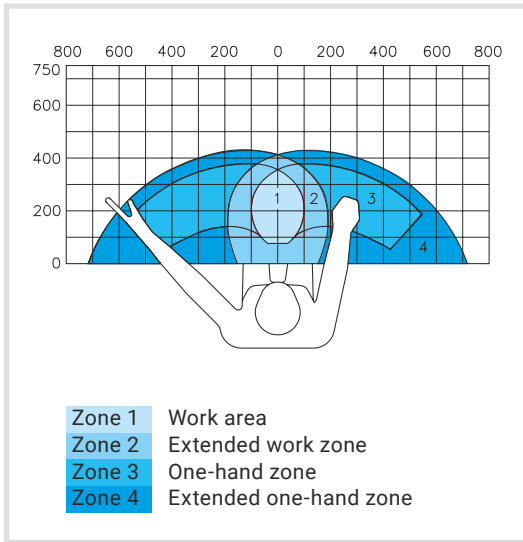 800 600 400 200 0 200 400 600 800
750
600
400
200
0
1 2 3
4
Zone 1 Work area
Zone 2 Extended work zone
Zone 3 One-hand zone
Zone 4 Extended one-hand zone